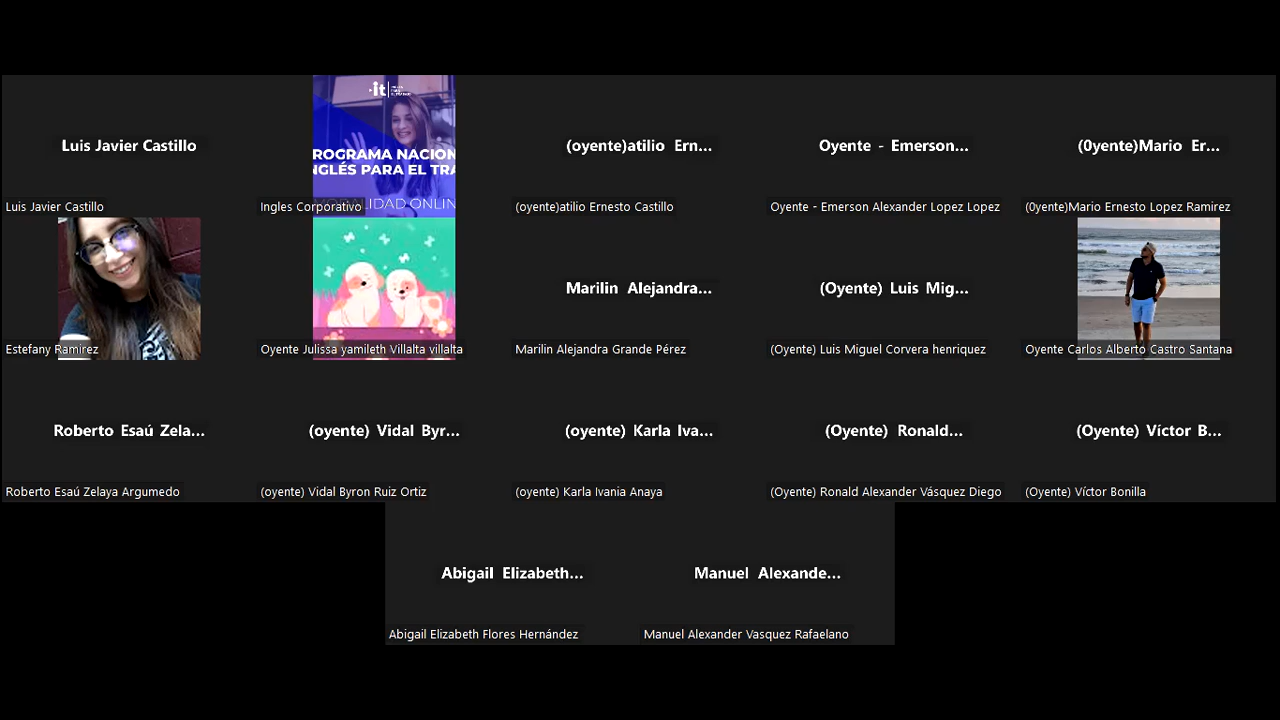 Luis Javier Castillo
Luis Javier Castillo
it
ROGRAMA NACION
NGLÉS PARA EL TRA
MODALIDAD ONLIN
Ingles Corporativo
(oyente)atilio Ern...
(oyente)atilio Ernesto Castillo
Oyente - Emerson...
Oyente - Emerson Alexander Lopez Lopez
(0yente)Mario Er...
(0yente)Mario Ernesto Lopez Ramirez
Estefany Ramirez
Oyente Julissa yamileth Villalta villalta
Marilin Alejandra...
Marilin Alejandra Grande Pérez
(Oyente) Luis Mig...
(Oyente) Luis Miguel Corvera henriquez
Oyente Carlos Alberto Castro Santana
Roberto Esaú Zela...
Roberto Esaú Zelaya Argumedo
(oyente) Vidal Byr...
(oyente) Vidal Byron Ruiz Ortiz
(oyente) Karla Iva...
(oyente) Karla Ivania Anaya
(Oyente) Ronald...
(Oyente) Ronald Alexander Vásquez Diego
(Oyente) Víctor B...
(Oyente) Víctor Bonilla
Abigail Elizabeth...
Abigail Elizabeth Flores Hernández
Manuel Alexande...
Manuel Alexander Vasquez Rafaelano